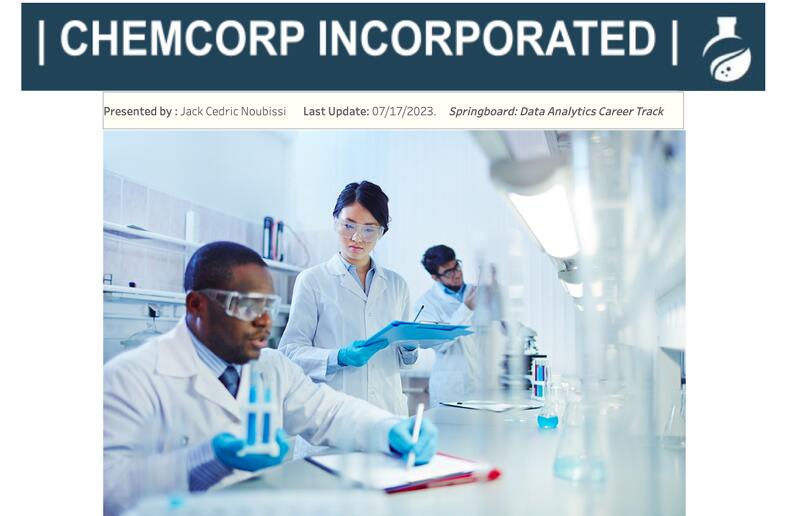 | CHEMCORP INCORPORATED |
Presented by : Jack Cedric Noubissi Last Update: 07/17/2023. Springboard: Data Analytics Career Track